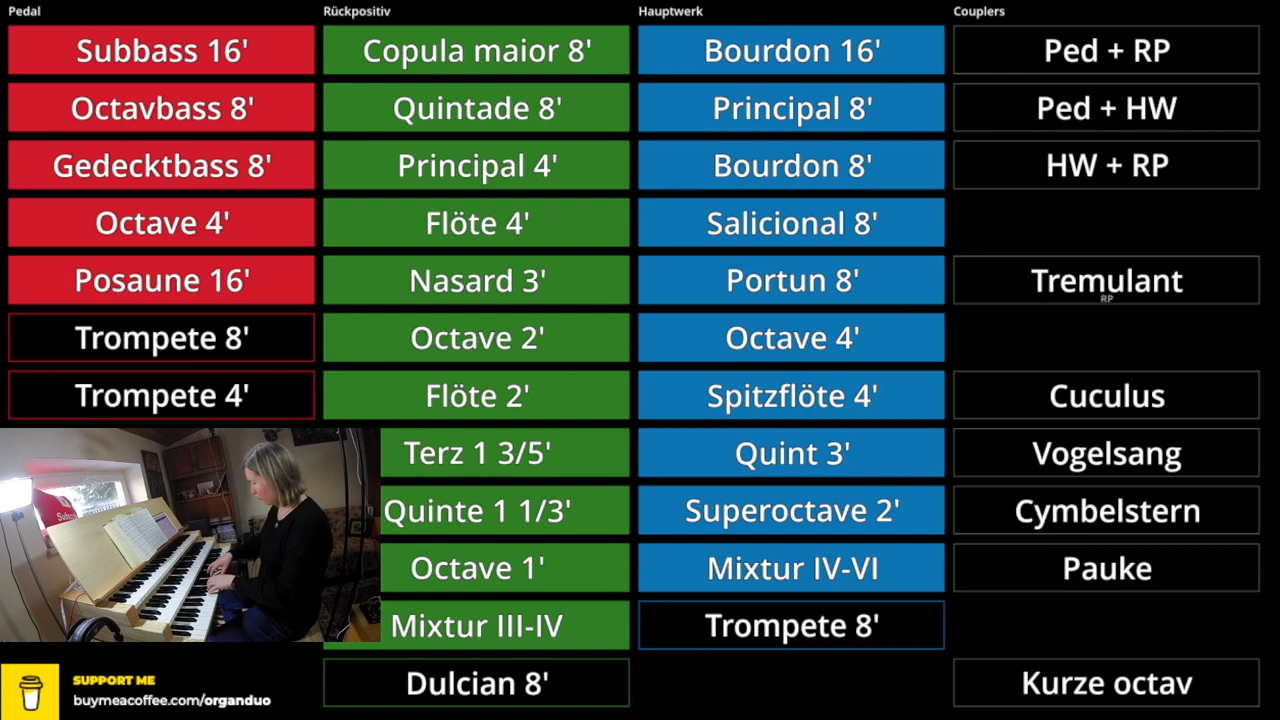 Pedal
Subbass 16'
Octavbass 8'
Gedecktbass 8'
Octave 4'
Posaune 16'
Trompete 8'
Trompete 4'
Rückpositiv
Copula maior 8'
Quintade 8'
Principal 4'
Flöte 4'
Nasard 3'
Octave 2'
Flöte 2'
Terz 1 3/5'
Quinte 1 1/3'
Octave 1'
Mixtur III-IV
Dulcian 8'
Hauptwerk
Bourdon 16'
Principal 8'
Bourdon 8'
Salicional 8'
Portun 8'
Octave 4'
Spitzflöte 4'
Quint 3'
Superoctave 2'
Mixtur IV-VI
Trompete 8'
Couplers
Ped + RP
Ped + HW
HW + RP
Tremulant
RP
Cuculus
Vogelsang
Cymbelstern
Pauke
Kurze octav
SUPPORT ME
buymeacoffee.com/organduo